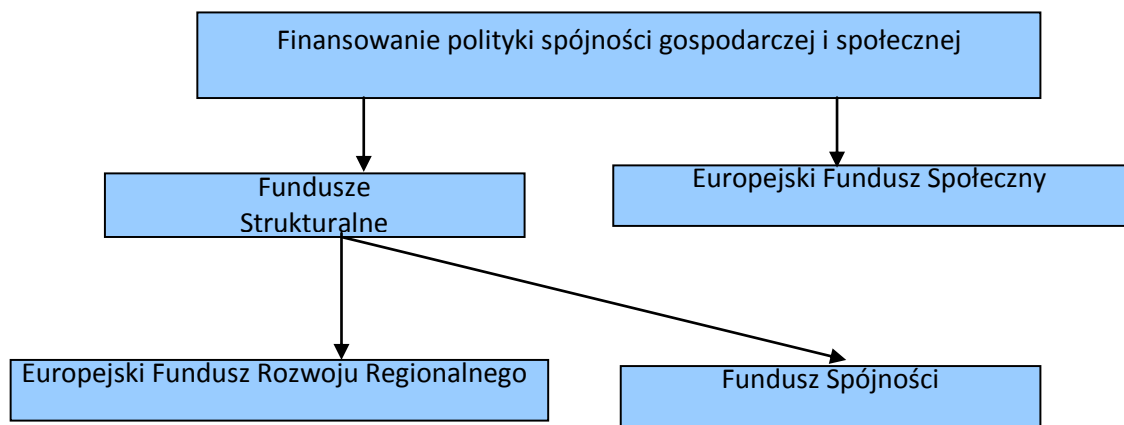 Finansowanie polityki spójności gospodarczej i społecznej
Fundusze
Strukturalne
Europejski Fundusz Społeczny
Europejski Fundusz Rozwoju Regionalnego
Fundusz Spójności